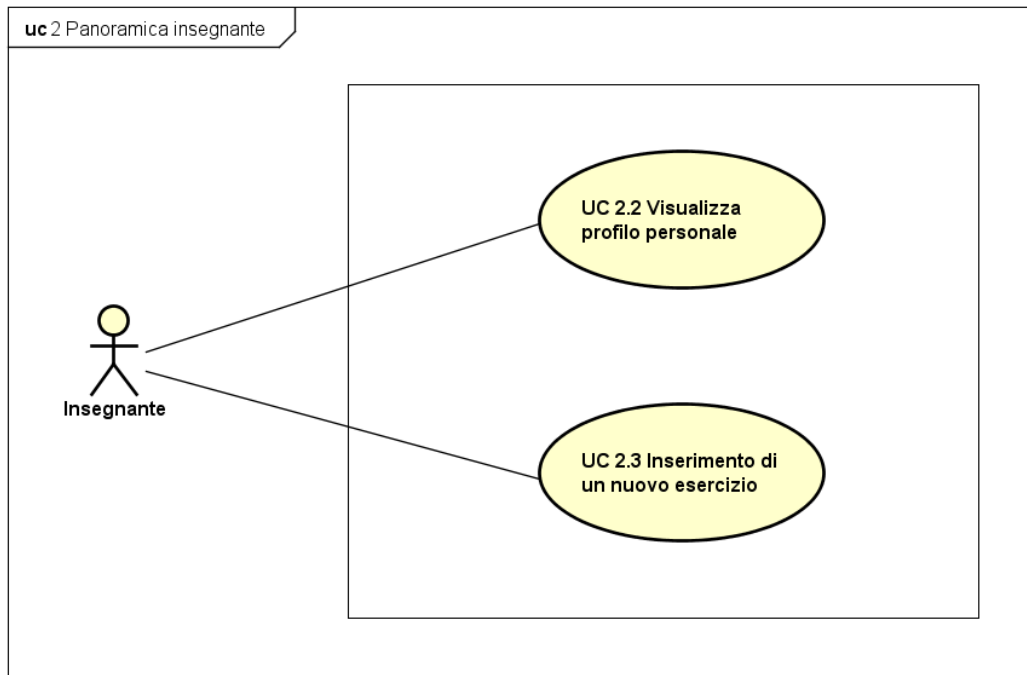 uc 2 Panoramica insegnante
UC 2.2 Visualizza
profilo personale
Insegnante
UC 2.3 Inserimento di
un nuovo esercizio